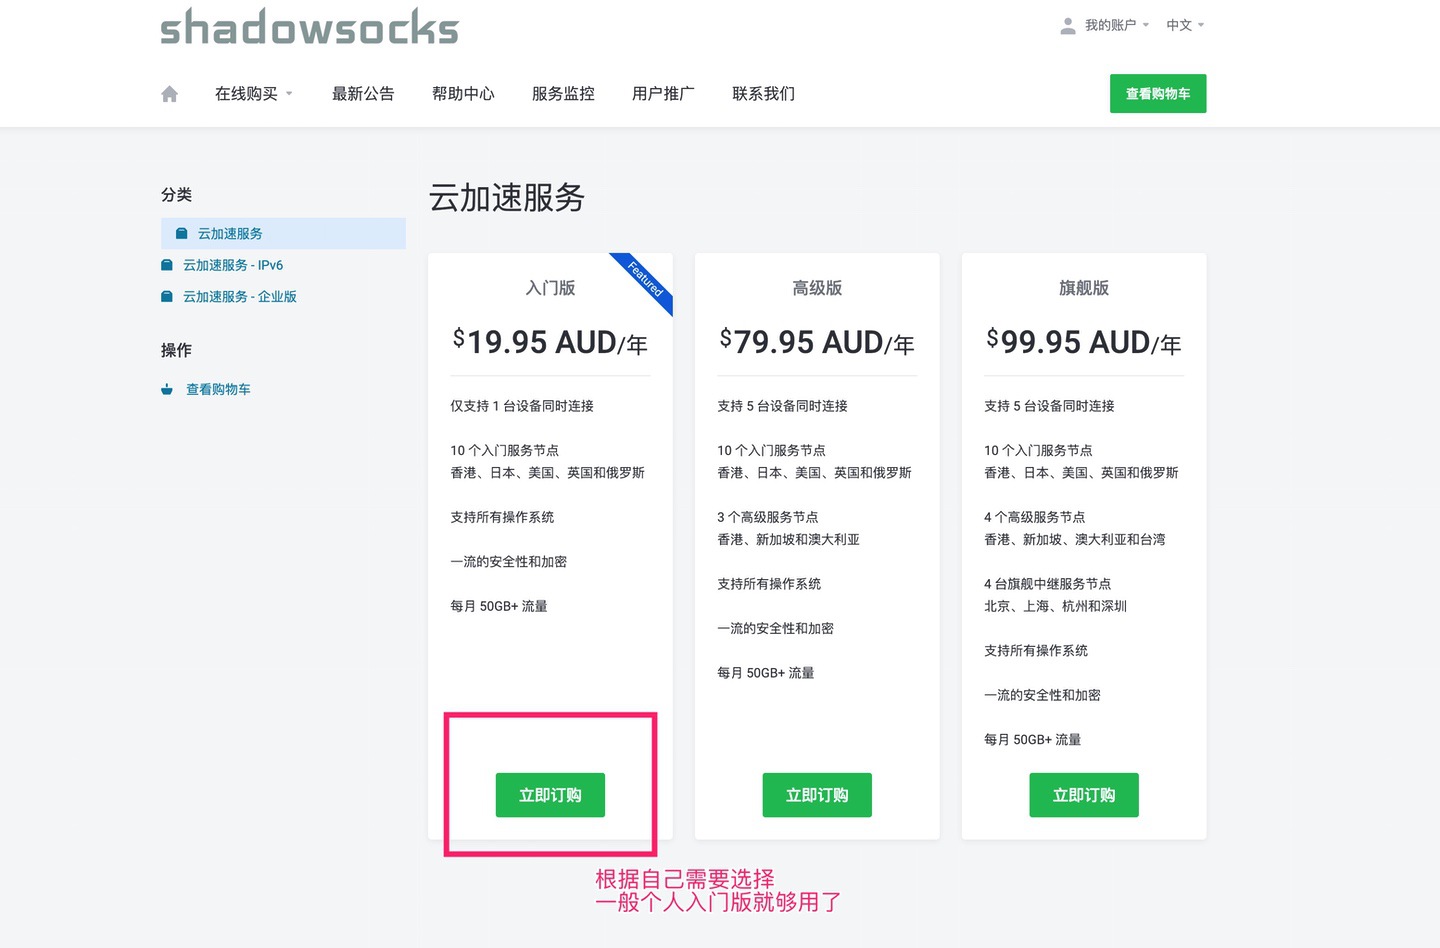 shadowsocks
我的账户
中文
在线购买
最新公告
帮助中心
服务监控
用户推广
联系我们
查看购物车
分类
云加速服务
云加速服务 - IPv6
云加速服务 - 企业版
操作
查看购物车
云加速服务
Featured
入门版
$19.95 AUD/年
仅支持 1 台设备同时连接
10 个入门服务节点
香港、日本、美国、英国和俄罗斯
支持所有操作系统
一流的安全性和加密
每月 50GB+ 流量
立即订购
高级版
$79.95 AUD/年
支持 5 台设备同时连接
10 个入门服务节点
香港、日本、美国、英国和俄罗斯
3 个高级服务节点
香港、新加坡和澳大利亚
支持所有操作系统
一流的安全性和加密
每月 50GB+ 流量
立即订购
旗舰版
$99.95 AUD/年
支持 5 台设备同时连接
10 个入门服务节点
香港、日本、美国、英国和俄罗斯
4 个高级服务节点
香港、新加坡、澳大利亚和台湾
4 台旗舰中继服务节点
北京、上海、杭州和深圳
支持所有操作系统
一流的安全性和加密
每月 50GB+ 流量
立即订购
根据自己需要选择
一般个人入门版就够用了